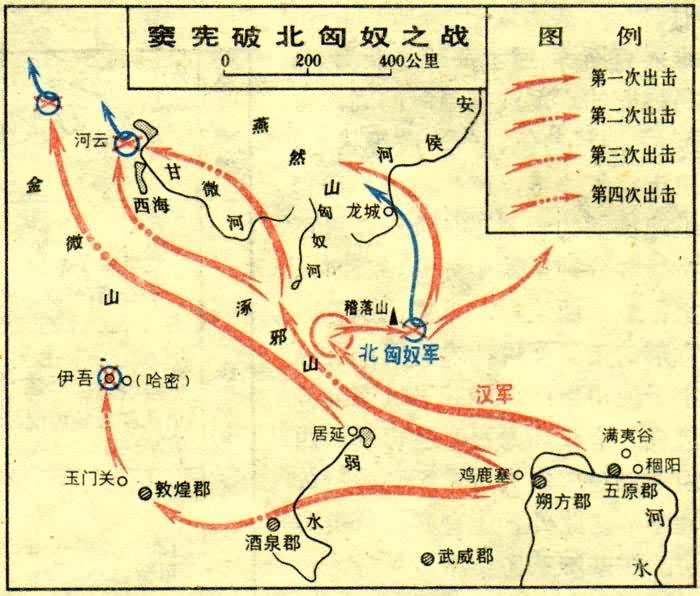 窦宪破北匈奴之战
0 200 400公里
图例
第一次出击
第二次出击
第三次出击
第四次出击
安
侯
河
燕
然
山
河云
甘
微
河
西海
金
微
山
匈
奴
河
龙城
涿
邪
山
稽落山
北匈奴军
汉军
伊吾
(哈密)
居延
弱
水
满夷谷
稒阳
鸡鹿塞
玉门关
敦煌郡
朔方郡
五原郡
河
水
酒泉郡
武威郡